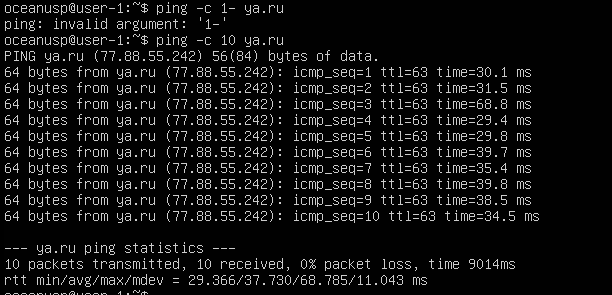 oceanusp@user-1:~$ ping -c 1- ya.ru
ping: invalid argument: '1-'
oceanusp@user-1:~$ ping -c 10 ya.ru
PING ya.ru (77.88.55.242) 56(84) bytes of data.
64 bytes from ya.ru (77.88.55.242): icmp_seq=1 ttl=63 time=30.1 ms
64 bytes from ya.ru (77.88.55.242): icmp_seq=2 ttl=63 time=31.5 ms
64 bytes from ya.ru (77.88.55.242): icmp_seq=3 ttl=63 time=68.8 ms
64 bytes from ya.ru (77.88.55.242): icmp_seq=4 ttl=63 time=29.4 ms
64 bytes from ya.ru (77.88.55.242): icmp_seq=5 ttl=63 time=29.8 ms
64 bytes from ya.ru (77.88.55.242): icmp_seq=6 ttl=63 time=39.7 ms
64 bytes from ya.ru (77.88.55.242): icmp_seq=7 ttl=63 time=35.4 ms
64 bytes from ya.ru (77.88.55.242): icmp_seq=8 ttl=63 time=39.8 ms
64 bytes from ya.ru (77.88.55.242): icmp_seq=9 ttl=63 time=38.5 ms
64 bytes from ya.ru (77.88.55.242): icmp_seq=10 ttl=63 time=34.5 ms
--- ya.ru ping statistics ---
10 packets transmitted, 10 received, 0% packet loss, time 9014ms
rtt min/avg/max/mdev = 29.366/37.730/68.785/11.043 ms
oceanusp@user-1:~$